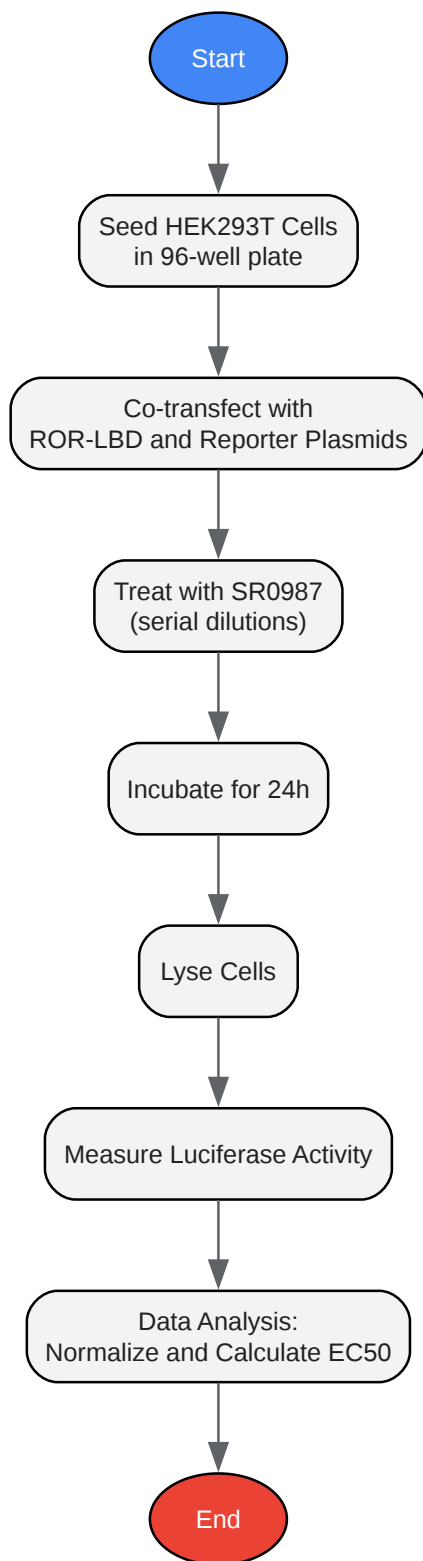 Start
Seed HEK293T Cells
in 96-well plate
Co-transfect with
ROR-LBD and Reporter Plasmids
Treat with SR0987
(serial dilutions)
Incubate for 24h
Lyse Cells
Measure Luciferase Activity
Data Analysis:
Normalize and Calculate EC50
End